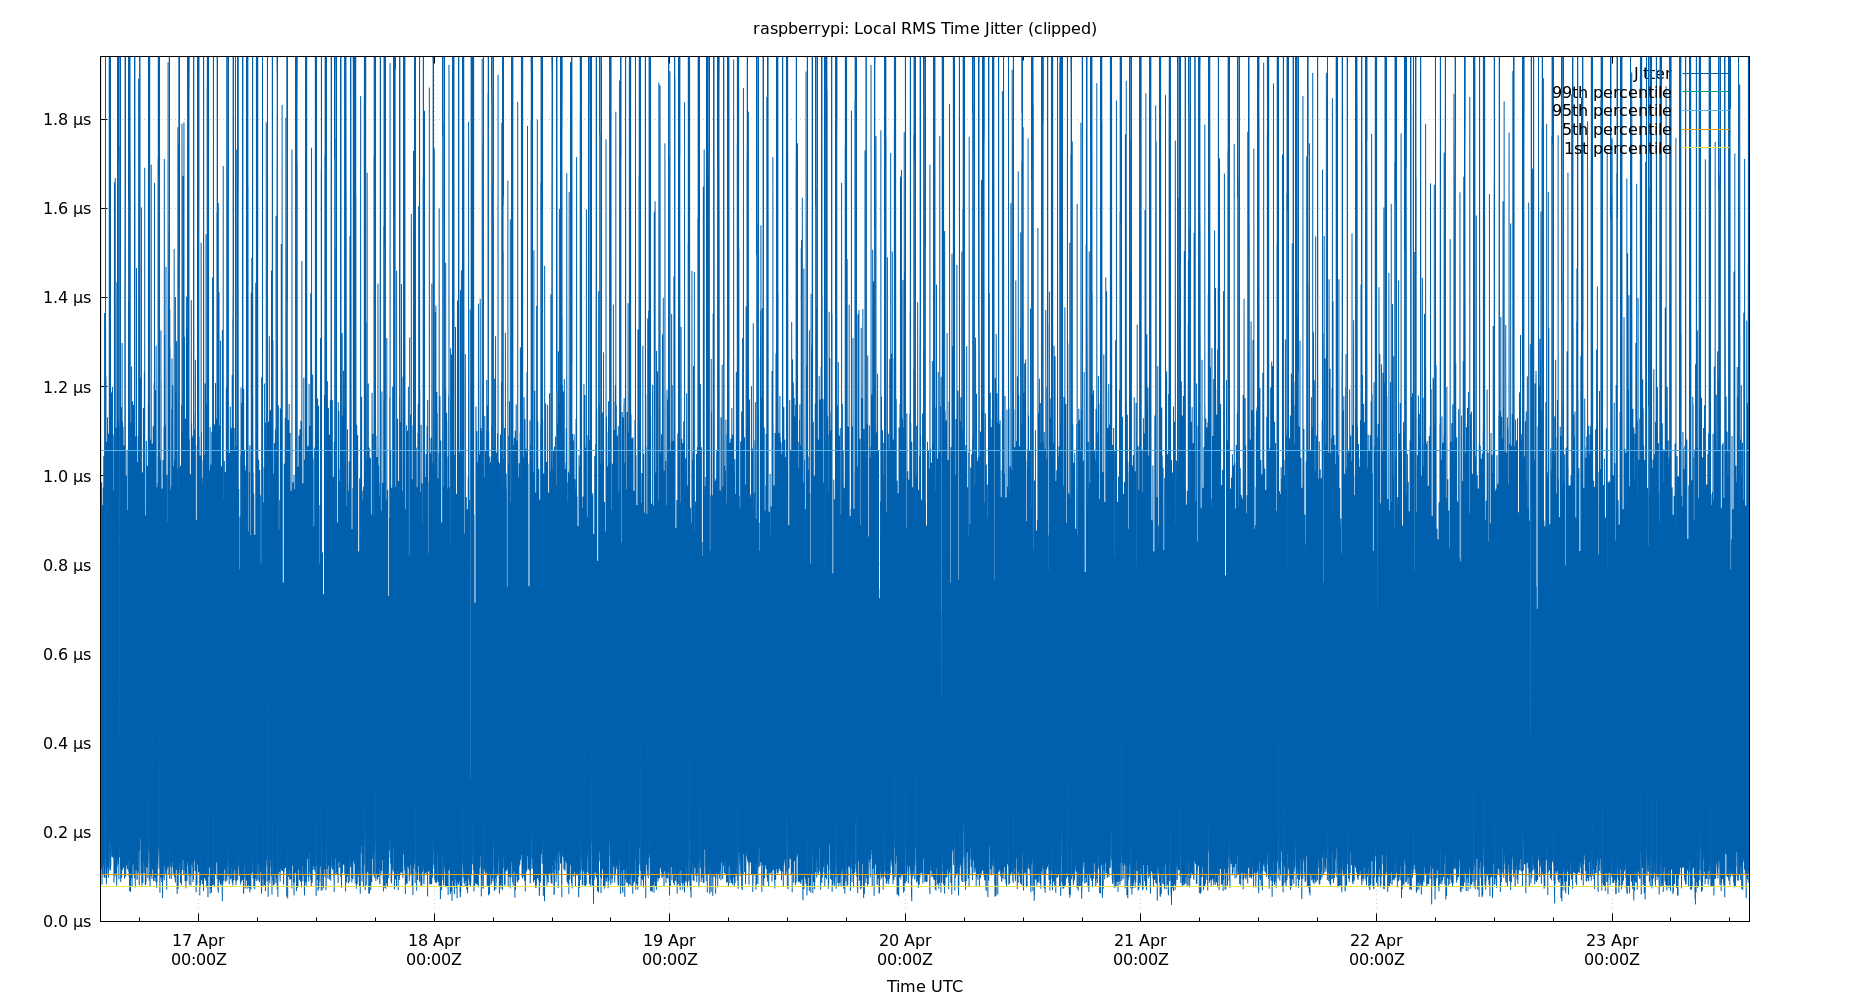 raspberrypi: Local RMS Time Jitter (clipped)
Jitter
99th percentile
95th percentile
5th percentile
1st percentile
1.8 µs
1.6 µs
1.4 µs
1.2 µs
1.0 µs
0.8 µs
0.6 µs
0.4 µs
0.2 µs
0.0 µs
17 Apr 18 Apr 19 Apr 20 Apr 21 Apr 22 Apr 23 Apr
00:00Z 00:00Z 00:00Z 00:00Z 00:00Z 00:00Z 00:00Z
Time UTC